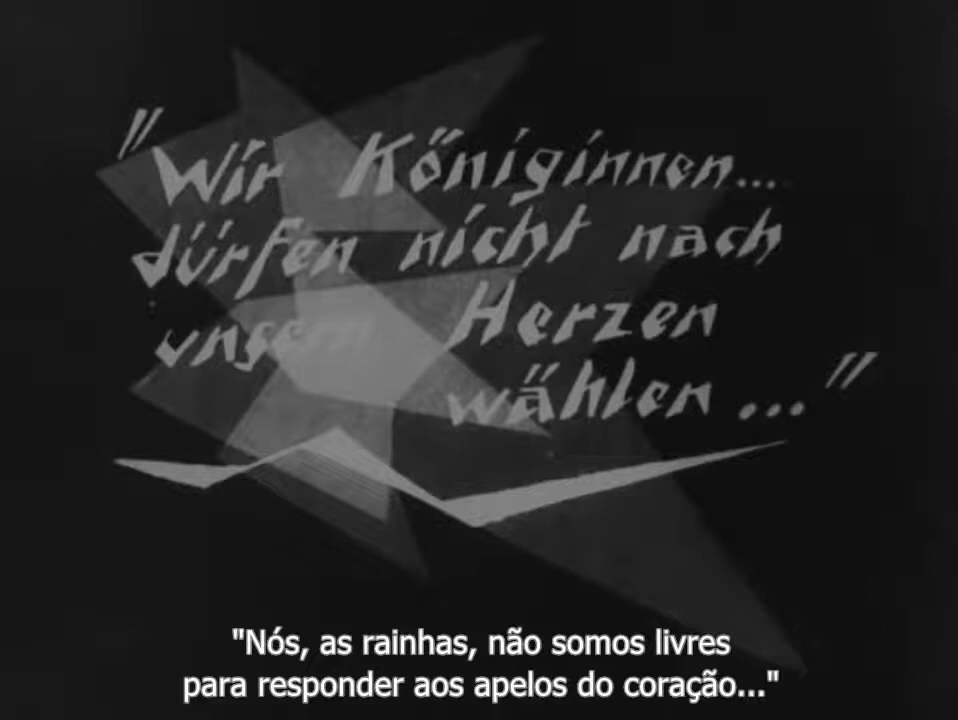 "Wir Königinnen...
dürfen nicht nach
unserm Herzen
wählen..."
"Nós, as rainhas, não somos livres
para responder aos apelos do coração..."